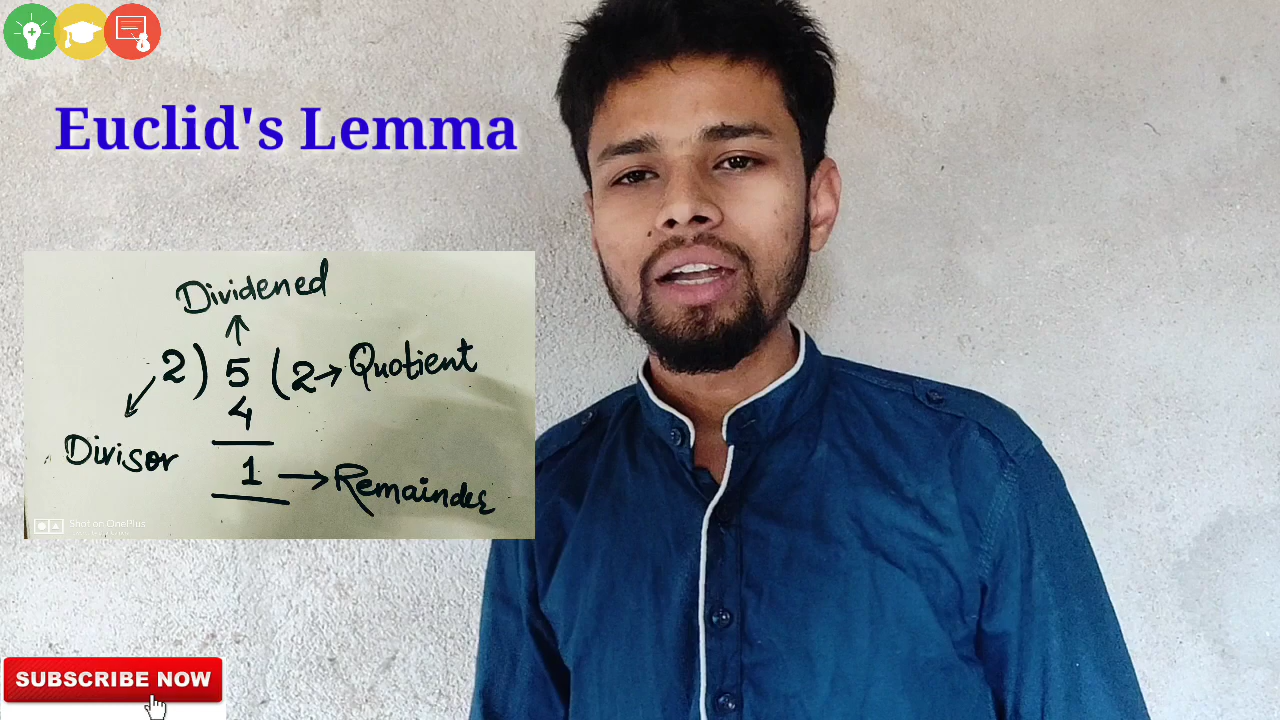 Euclid's Lemma
Dividened
2) 5 (2→ Quotient
4
Divisor
1 → Remainder
Shot on OnePlus
SUBSCRIBE NOW